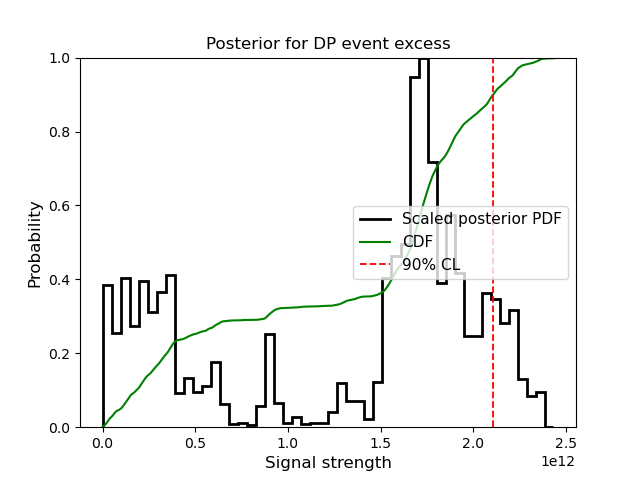 Posterior for DP event excess
Probability
1.0
0.8
0.6
0.4
0.2
0.0
Scaled posterior PDF
CDF
90% CL
0.0 0.5 1.0 1.5 2.0 2.5
1e12
Signal strength